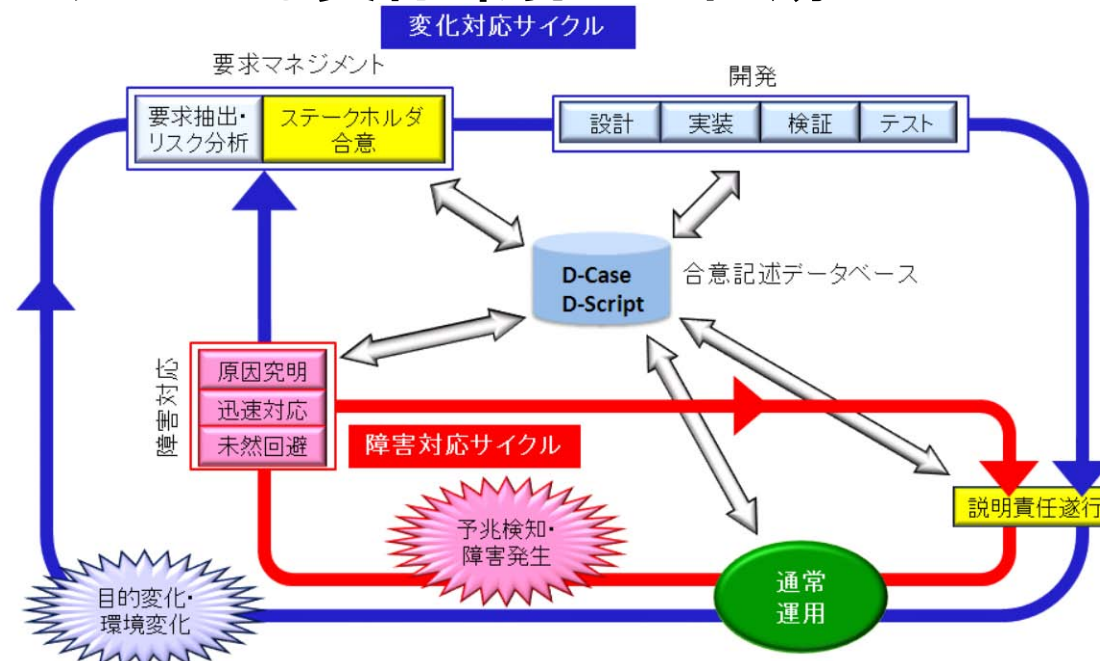 変化対応サイクル
要求マネジメント
開発
要求抽出・
リスク分析
ステークホルダ
合意
設計
実装
検証
テスト
D-Case
D-Script
合意記述データベース
障害対応
原因究明
迅速対応
未然回避
障害対応サイクル
説明責任遂行
予兆検知・
障害発生
通常
運用
目的変化・
環境変化